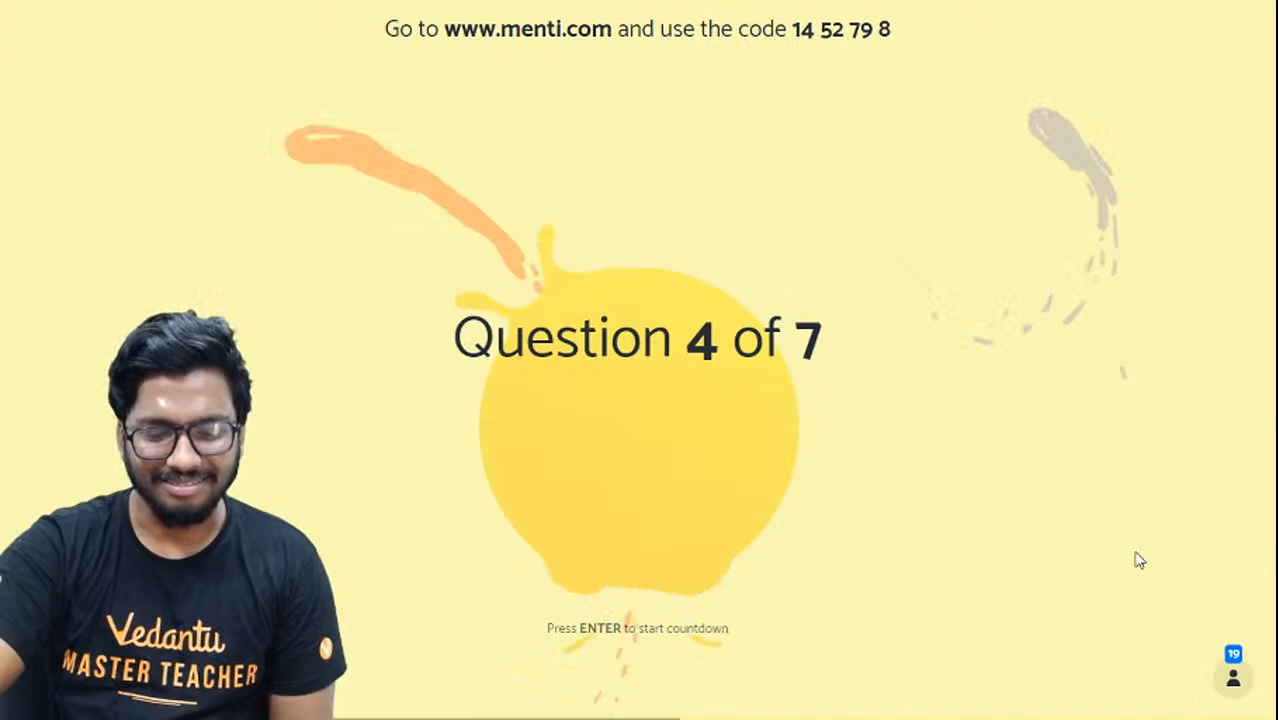 Go to www.menti.com and use the code 14 52 79 8
Question 4 of 7
Press ENTER to start countdown
Vedantu
MASTER TEACHER
19